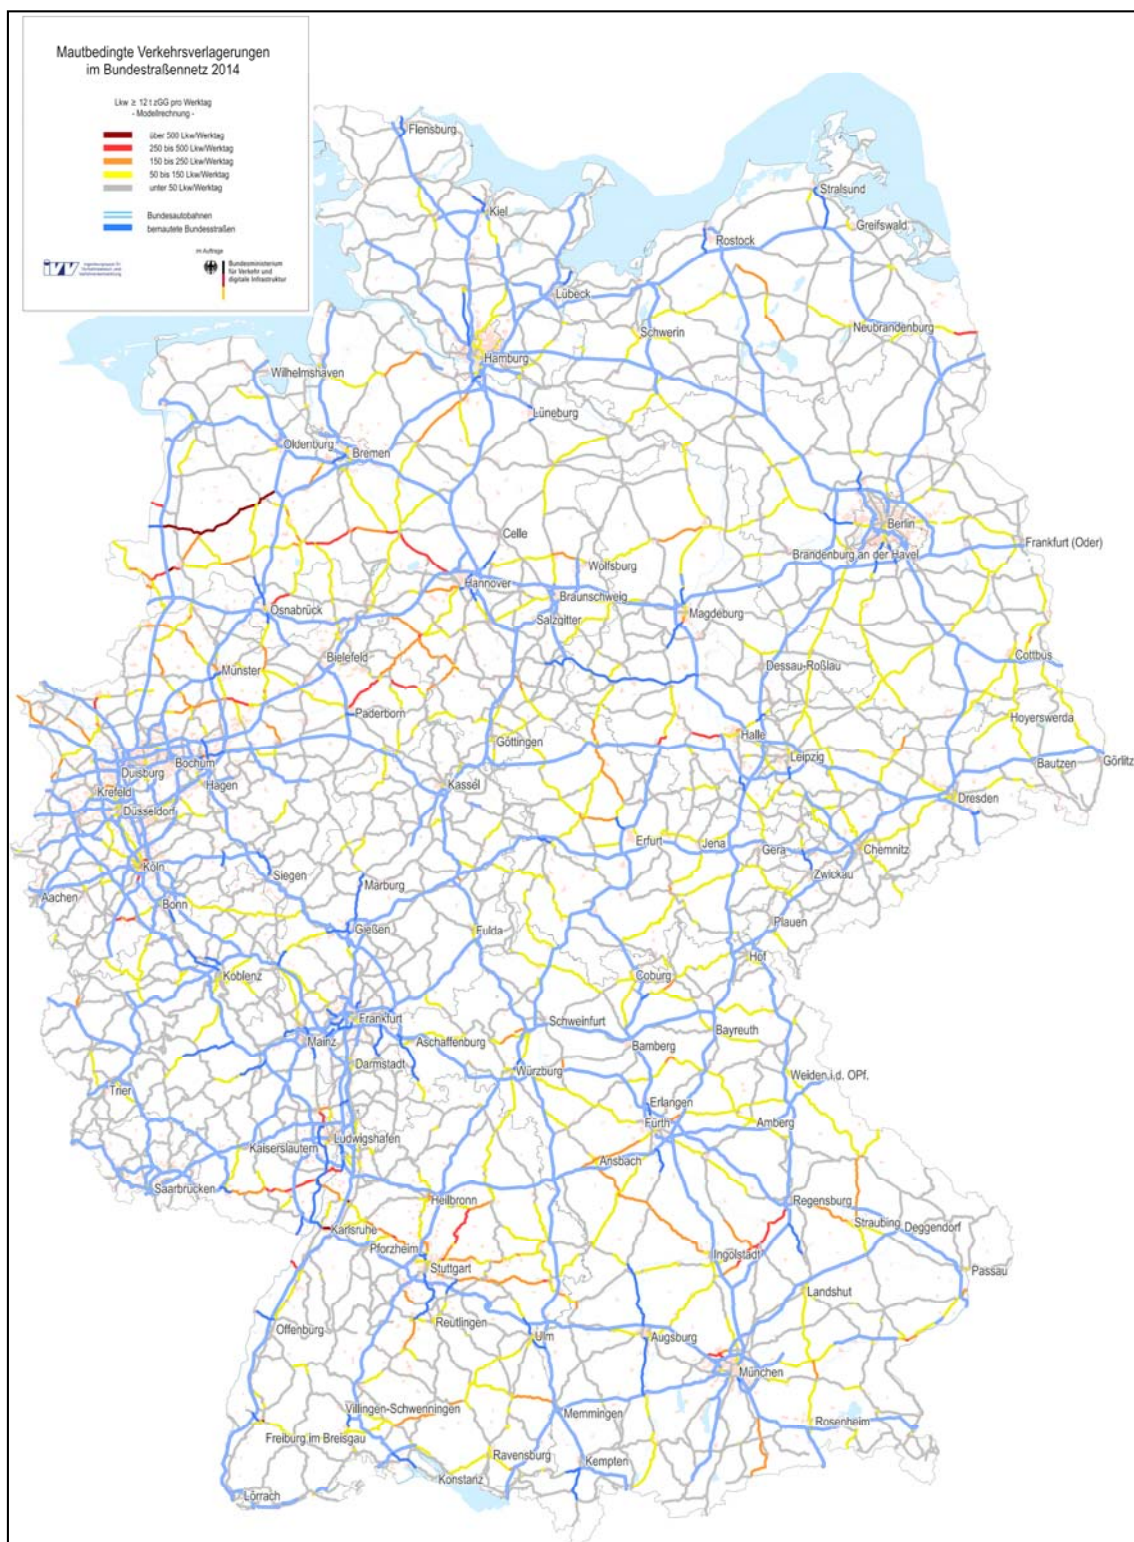 Mautbedingte Verkehrsverlagerungen
im Bundestraßennetz 2014
Lkw ≥ 12 t zGG pro Werktag
- Modellrechnung -
über 500 Lkw/Werktag
250 bis 500 Lkw/Werktag
150 bis 250 Lkw/Werktag
50 bis 150 Lkw/Werktag
unter 50 Lkw/Werktag
Bundesautobahnen
bemautete Bundesstraßen
im Auftrage
IVV
Bundesministerium
für Verkehr und
digitale Infrastruktur
Flensburg
Kiel
Stralsund
Greifswald
Rostock
Lübeck
Schwerin
Neubrandenburg
Hamburg
Wilhelmshaven
Lüneburg
Oldenburg
Bremen
Celle
Berlin
Frankfurt (Oder)
Brandenburg an der Havel
Wolfsburg
Hannover
Braunschweig
Osnabrück
Salzgitter
Magdeburg
Bielefeld
Cottbus
Münster
Dessau-Roßlau
Paderborn
Hoyerswerda
Göttingen
Halle
Leipzig
Bochum
Duisburg
Bautzen
Görlitz
Hagen
Kassel
Krefeld
Düsseldorf
Dresden
Erfurt
Jena
Gera
Chemnitz
Köln
Siegen
Zwickau
Marburg
Aachen
Bonn
Plauen
Gießen
Fulda
Hof
Koblenz
Coburg
Frankfurt
Schweinfurt
Bayreuth
Mainz
Aschaffenburg
Bamberg
Darmstadt
Würzburg
Weiden i.d. OPf.
Trier
Erlangen
Fürth
Amberg
Ludwigshafen
Kaiserslautern
Ansbach
Saarbrücken
Heilbronn
Regensburg
Straubing
Deggendorf
Karlsruhe
Pforzheim
Ingolstadt
Stuttgart
Passau
Landshut
Reutlingen
Offenburg
Ulm
Augsburg
München
Villingen-Schwenningen
Memmingen
Rosenheim
Freiburg im Breisgau
Ravensburg
Kempten
Konstanz
Lörrach